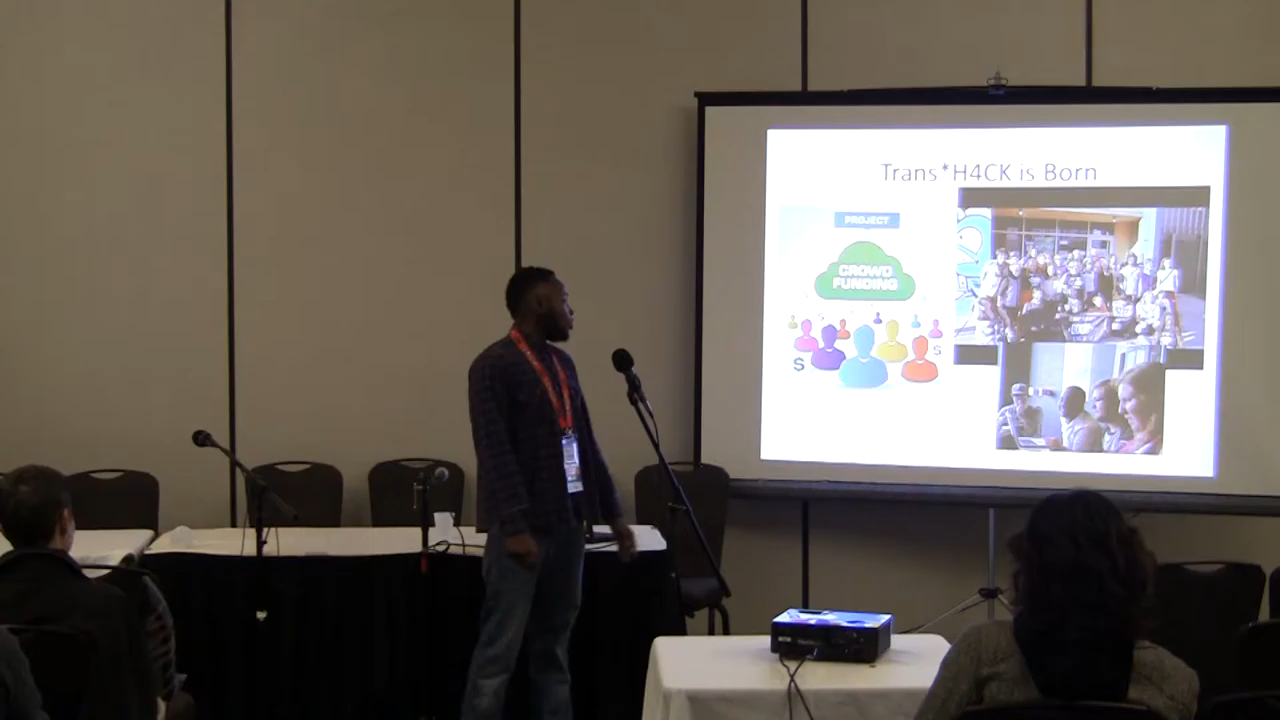 Trans*H4CK is Born
PROJECT
CROWD
FUNDING
$
$